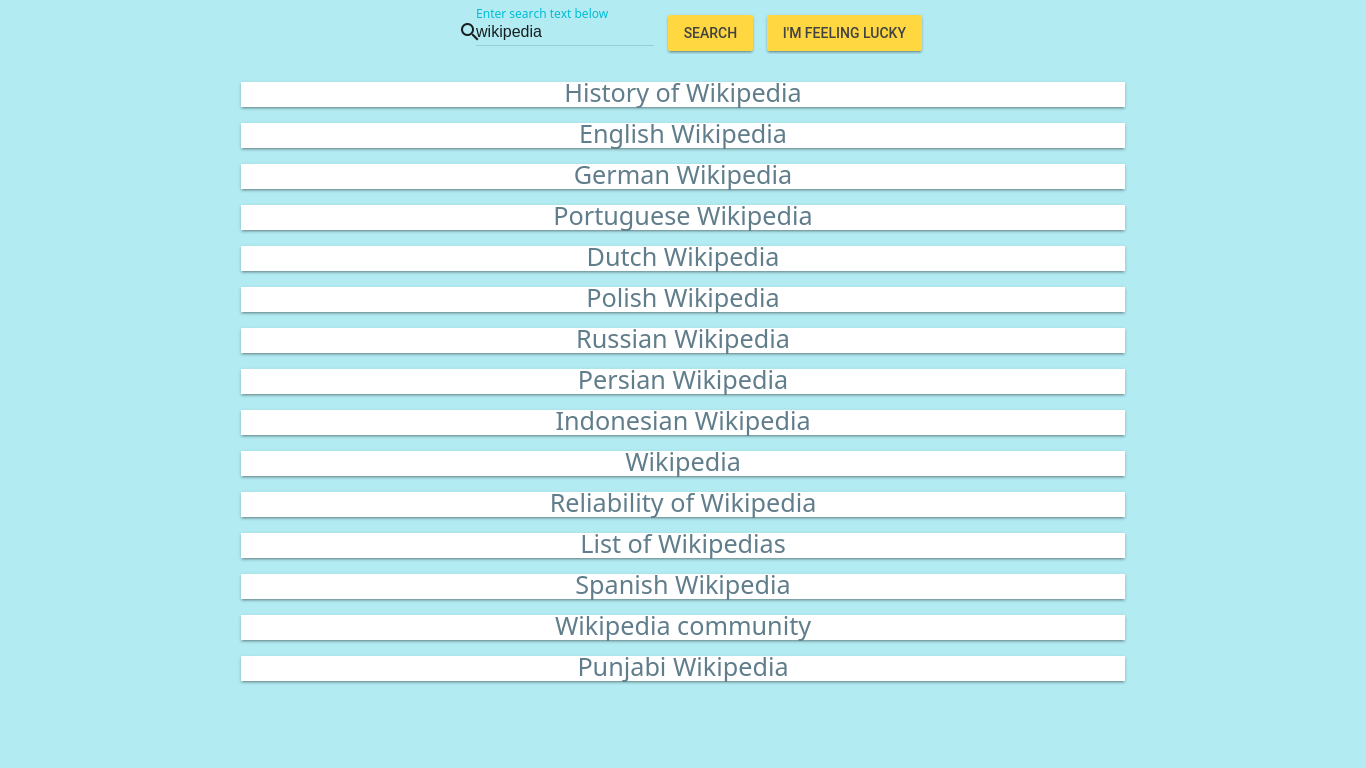 Enter search text below
wikipedia
SEARCH
I'M FEELING LUCKY
History of Wikipedia
English Wikipedia
German Wikipedia
Portuguese Wikipedia
Dutch Wikipedia
Polish Wikipedia
Russian Wikipedia
Persian Wikipedia
Indonesian Wikipedia
Wikipedia
Reliability of Wikipedia
List of Wikipedias
Spanish Wikipedia
Wikipedia community
Punjabi Wikipedia